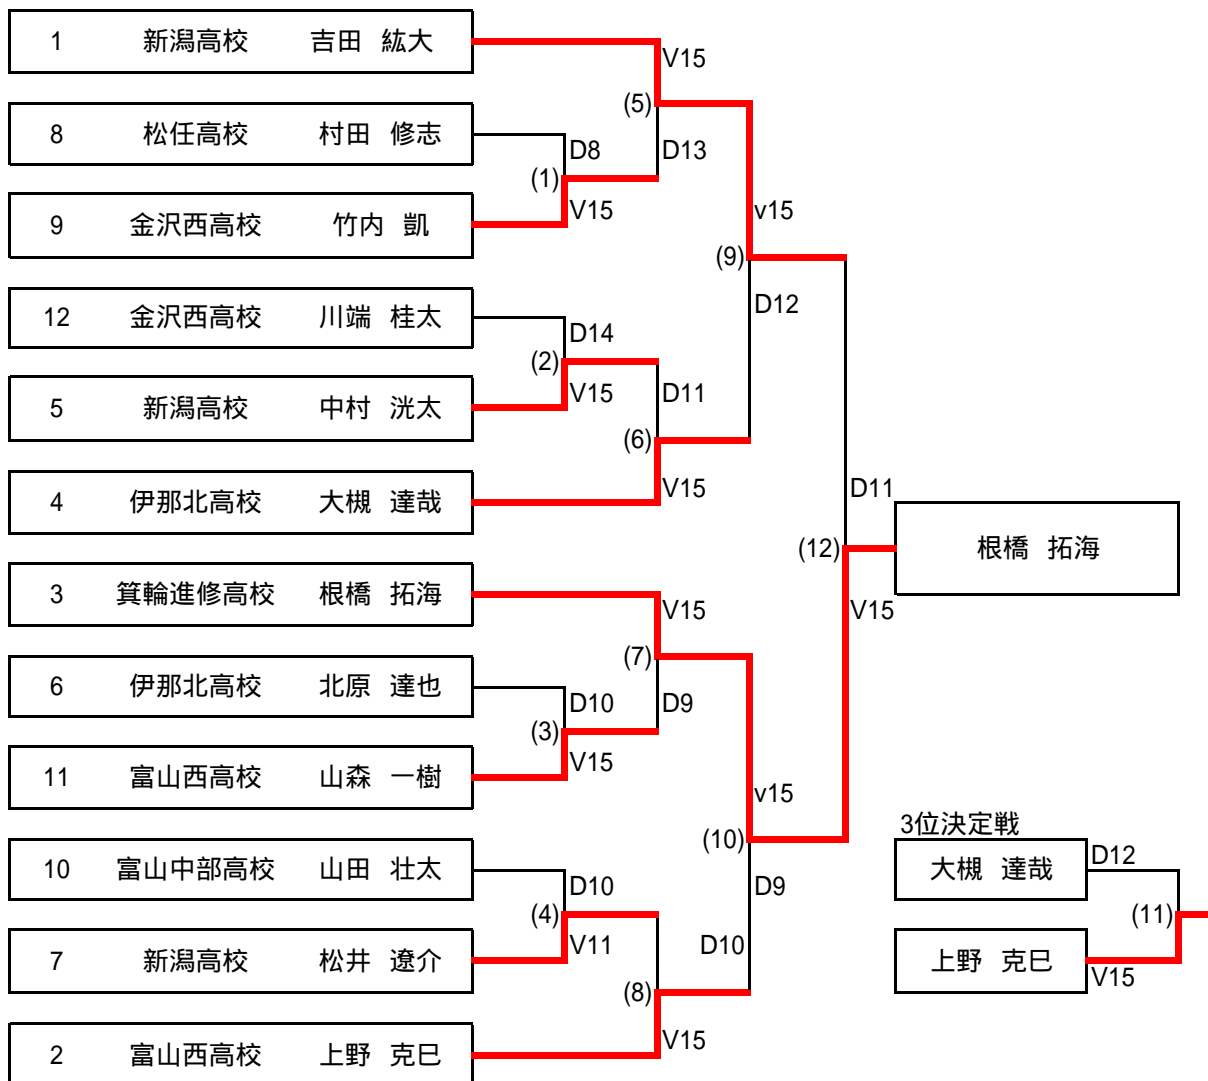 1 新潟高校 吉田 紘大
V15
(5)
8 松任高校 村田 修志
D8
D13
(1)
9 金沢西高校 竹内 凱
V15
v15
(9)
12 金沢西高校 川端 桂太
D14
D12
(2)
5 新潟高校 中村 洸太
V15
D11
(6)
4 伊那北高校 大槻 達哉
V15
D11
(12)
根橋 拓海
3 箕輪進修高校 根橋 拓海
V15
V15
(7)
6 伊那北高校 北原 達也
D10
D9
(3)
11 富山西高校 山森 一樹
V15
v15
(10)
3位決定戦
10 富山中部高校 山田 壮太
D10
D9
大槻 達哉
D12
(4)
(11)
7 新潟高校 松井 遼介
V11
D10
上野 克巳
V15
(8)
2 富山西高校 上野 克巳
V15